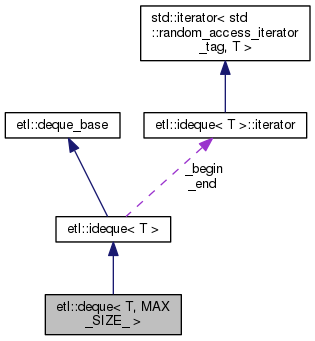 std::iterator< std
::random_access_iterator
_tag, T >
etl::deque_base
etl::ideque< T >::iterator
_begin
_end
etl::ideque< T >
etl::deque< T, MAX
_SIZE_ >